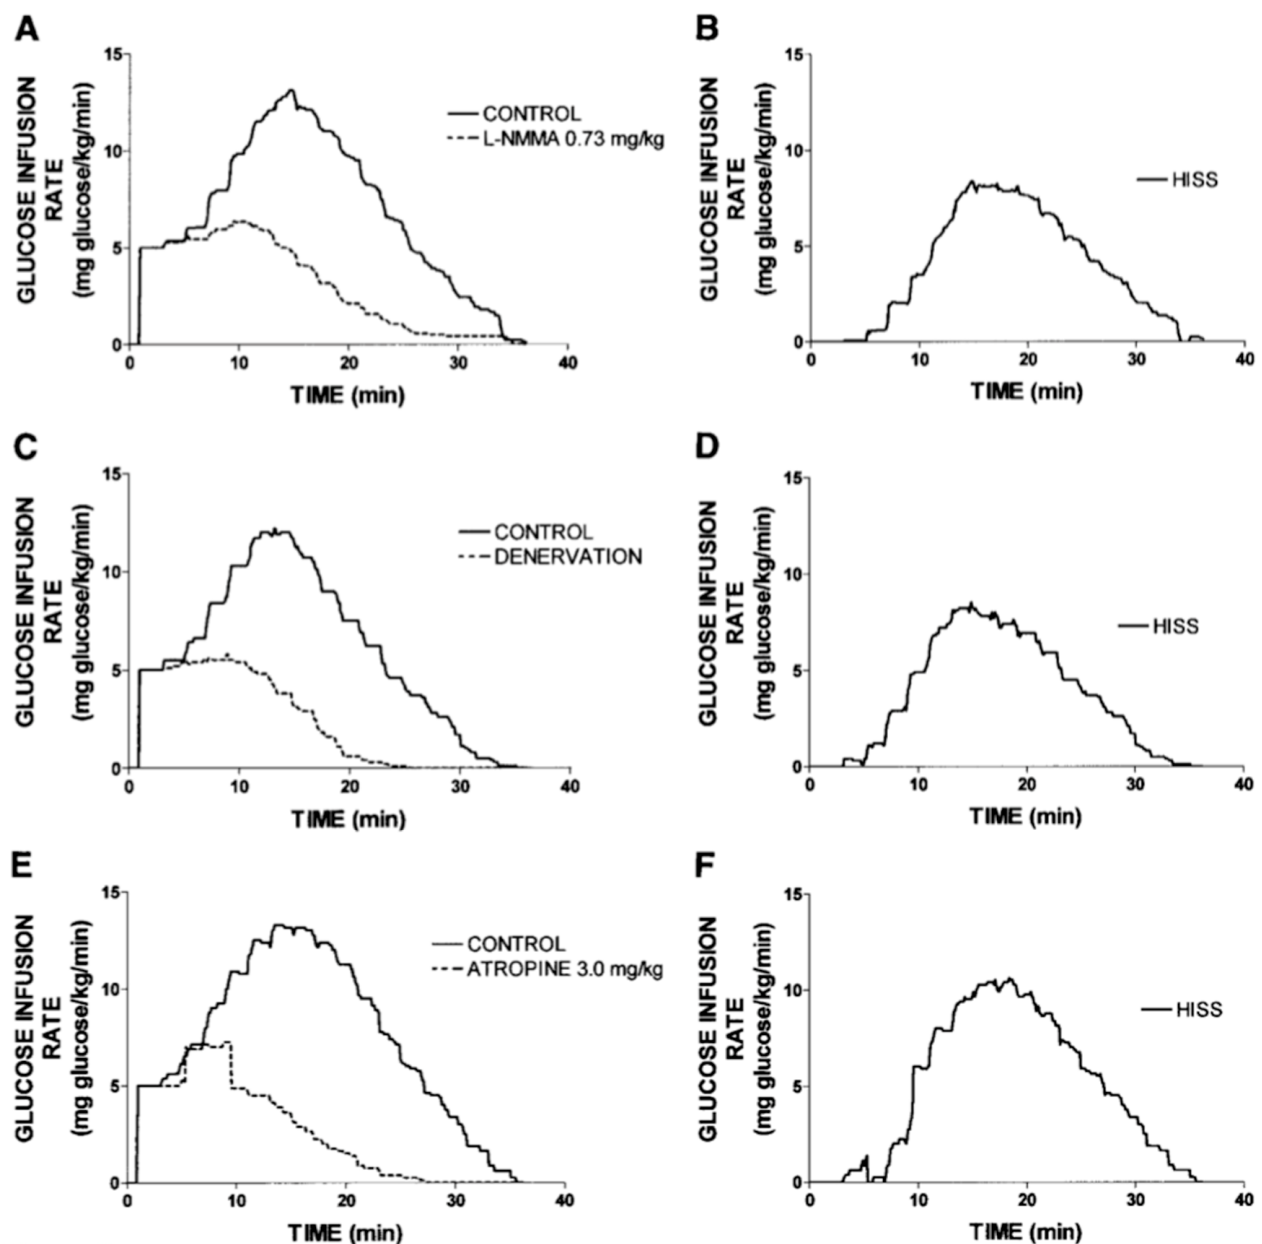 A
GLUCOSE INFUSION
RATE
(mg glucose/kg/min)
15
10
5
0
0 10 20 30 40
TIME (min)
CONTROL
L-NMMA 0.73 mg/kg
B
GLUCOSE INFUSION
RATE
(mg glucose/kg/min)
15
10
5
0
0 10 20 30 40
TIME (min)
HISS
C
GLUCOSE INFUSION
RATE
(mg glucose/kg/min)
15
10
5
0
0 10 20 30 40
TIME (min)
CONTROL
DENERVATION
D
GLUCOSE INFUSION
RATE
(mg glucose/kg/min)
15
10
5
0
0 10 20 30 40
TIME (min)
HISS
E
GLUCOSE INFUSION
RATE
(mg glucose/kg/min)
15
10
5
0
0 10 20 30 40
TIME (min)
CONTROL
ATROPINE 3.0 mg/kg
F
GLUCOSE INFUSION
RATE
(mg glucose/kg/min)
15
10
5
0
0 10 20 30 40
TIME (min)
HISS